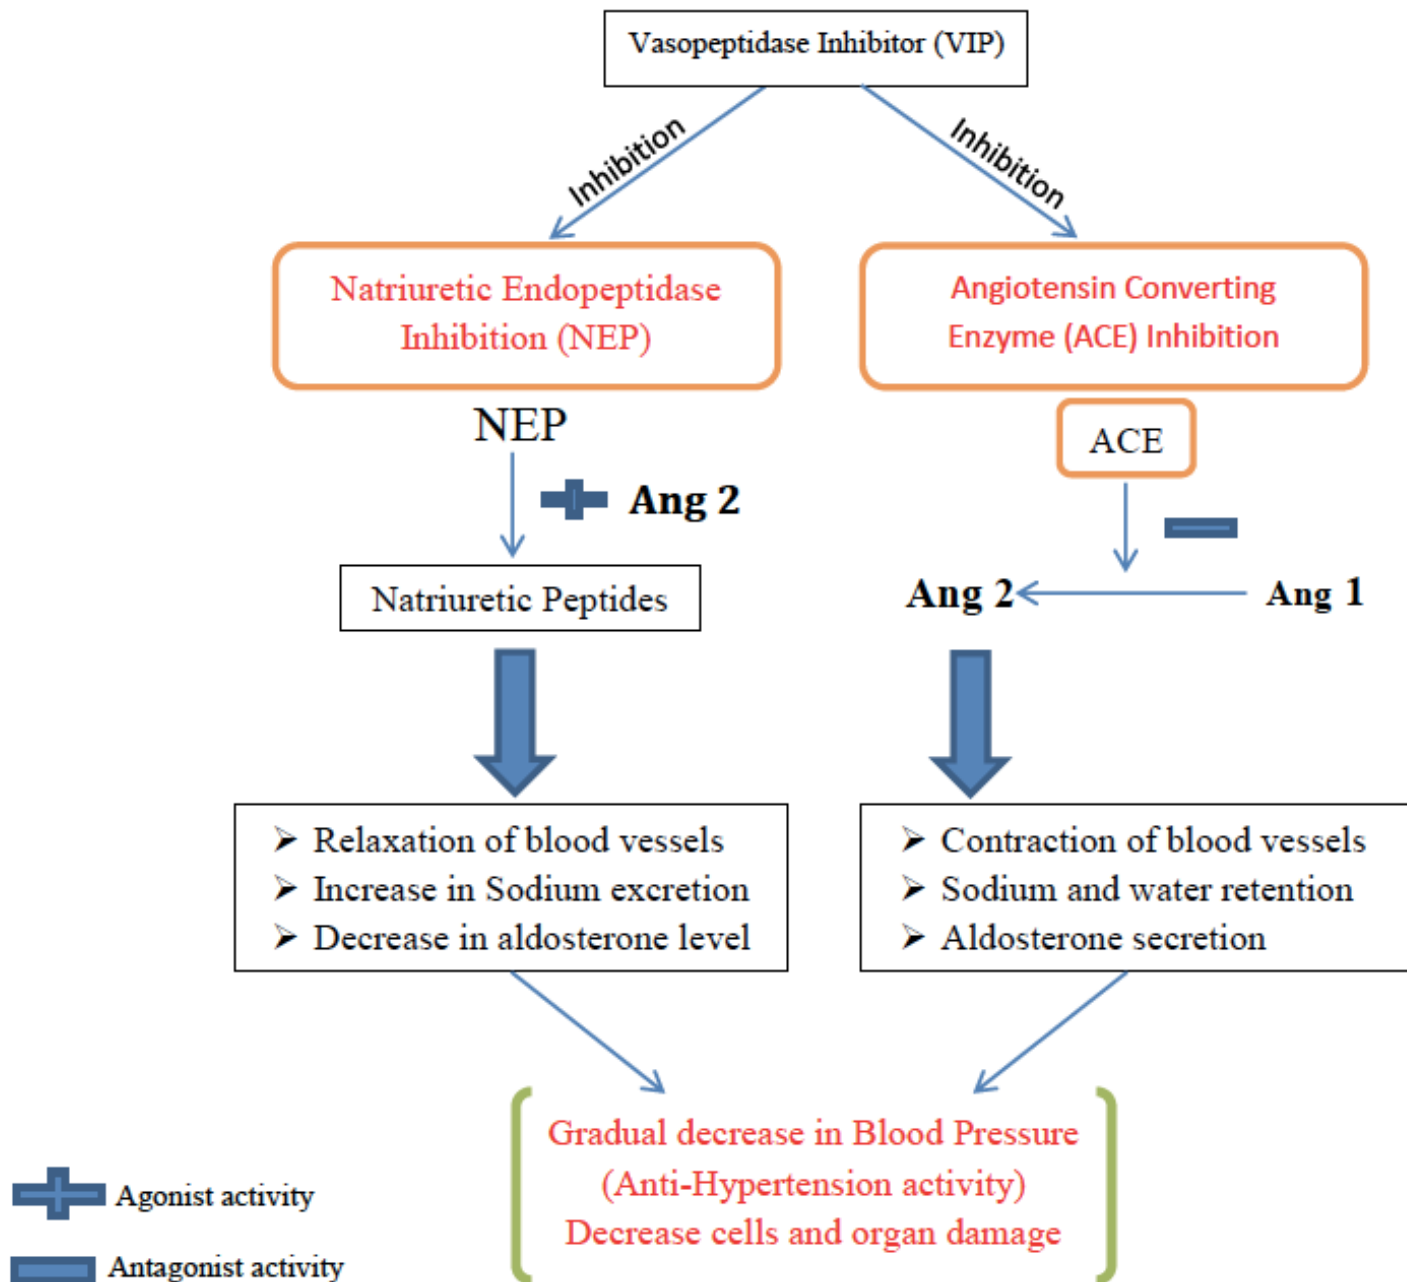 Vasopeptidase Inhibitor (VIP)
Inhibition
Inhibition
Natriuretic Endopeptidase
Inhibition (NEP)
Angiotensin Converting
Enzyme (ACE) Inhibition
NEP
ACE
Ang 2
Natriuretic Peptides
Ang 2
Ang 1
➢ Relaxation of blood vessels
➢ Increase in Sodium excretion
➢ Decrease in aldosterone level
➢ Contraction of blood vessels
➢ Sodium and water retention
➢ Aldosterone secretion
Gradual decrease in Blood Pressure
(Anti-Hypertension activity)
Decrease cells and organ damage
Agonist activity
Antagonist activity